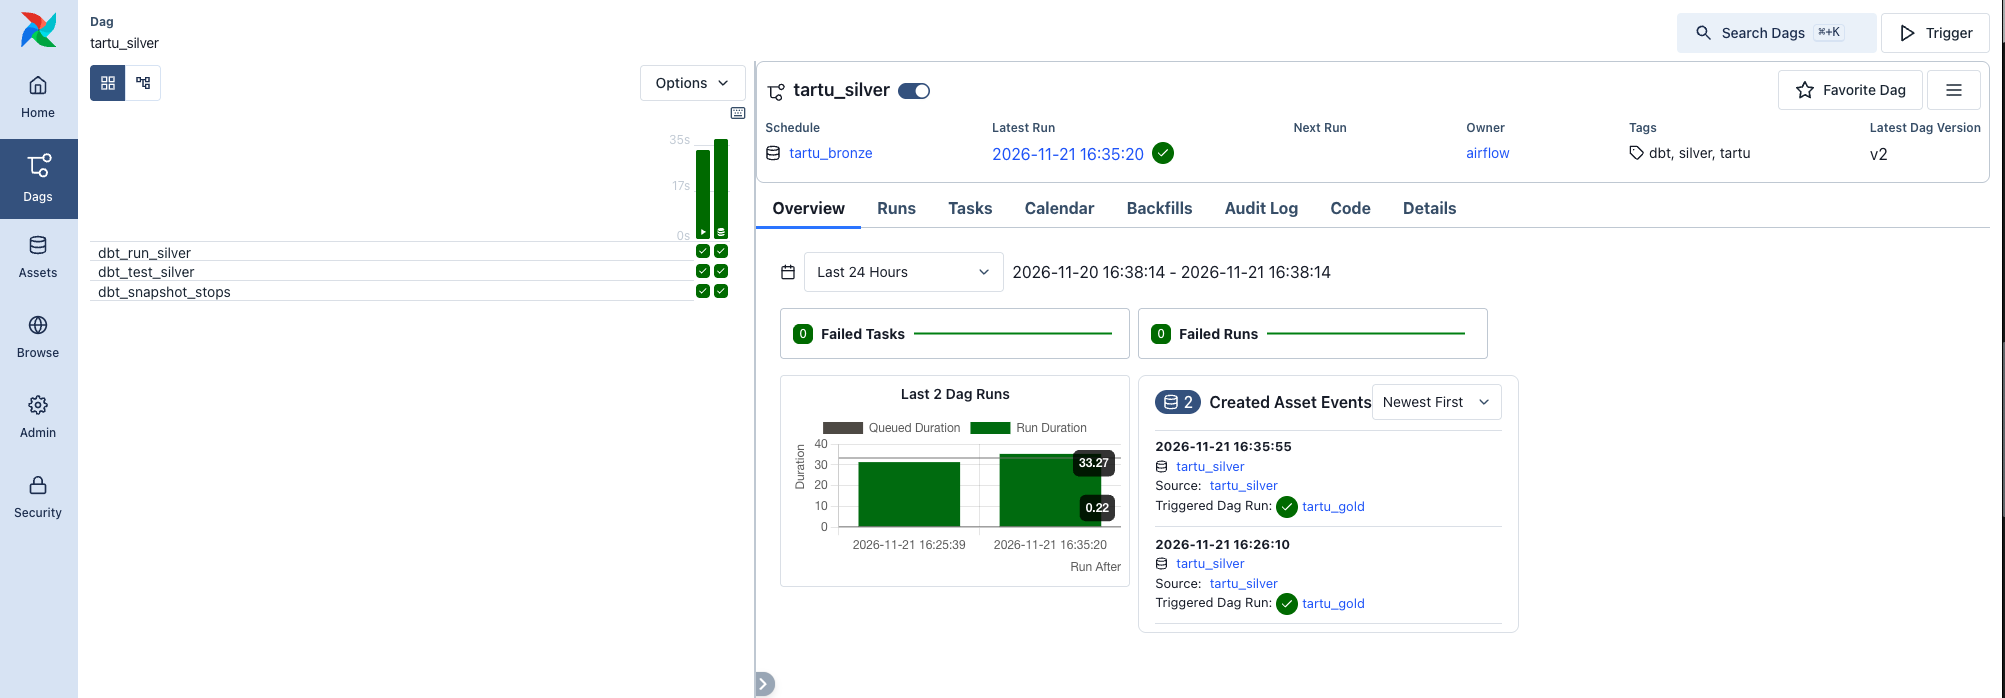 Dag
tartu_silver
Search Dags ⌘+K
Trigger
Home
Dags
Assets
Browse
Admin
Security
Options
35s
17s
0s
dbt_run_silver
dbt_test_silver
dbt_snapshot_stops
tartu_silver
Favorite Dag
Schedule
tartu_bronze
Latest Run
2026-11-21 16:35:20
Next Run
Owner
airflow
Tags
dbt, silver, tartu
Latest Dag Version
v2
Overview Runs Tasks Calendar Backfills Audit Log Code Details
Last 24 Hours 2026-11-20 16:38:14 - 2026-11-21 16:38:14
0 Failed Tasks
0 Failed Runs
Last 2 Dag Runs
Queued Duration Run Duration
Duration
40
30
20
10
0
33.27
0.22
2026-11-21 16:25:39 2026-11-21 16:35:20
Run After
2 Created Asset Events Newest First
2026-11-21 16:35:55
tartu_silver
Source: tartu_silver
Triggered Dag Run: tartu_gold
2026-11-21 16:26:10
tartu_silver
Source: tartu_silver
Triggered Dag Run: tartu_gold